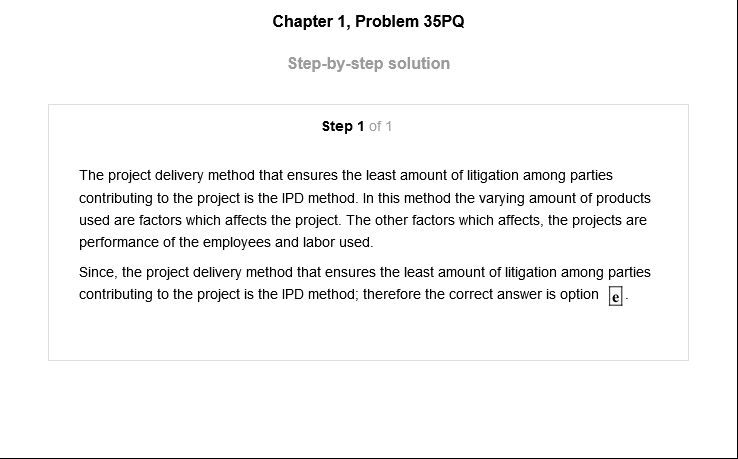 Chapter 1, Problem 35PQ
Step-by-step solution
Step 1 of 1
The project delivery method that ensures the least amount of litigation among parties
contributing to the project is the IPD method. In this method the varying amount of products
used are factors which affects the project. The other factors which affects, the projects are
performance of the employees and labor used.
Since, the project delivery method that ensures the least amount of litigation among parties
contributing to the project is the IPD method; therefore the correct answer is option e.